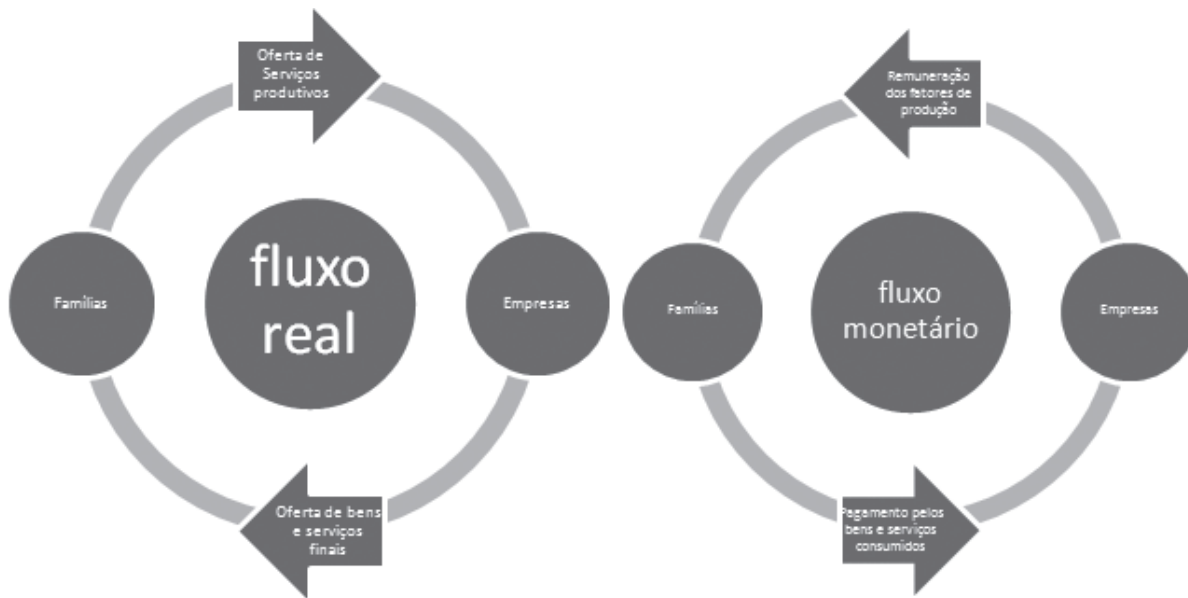 Oferta de
Serviços
produtivos
Famílias
fluxo
real
Empresas
Oferta de bens
e serviços
finais
Remuneração
dos fatores de
produção
Famílias
fluxo
monetário
Empresas
Pagamento pelos
bens e serviços
consumidos